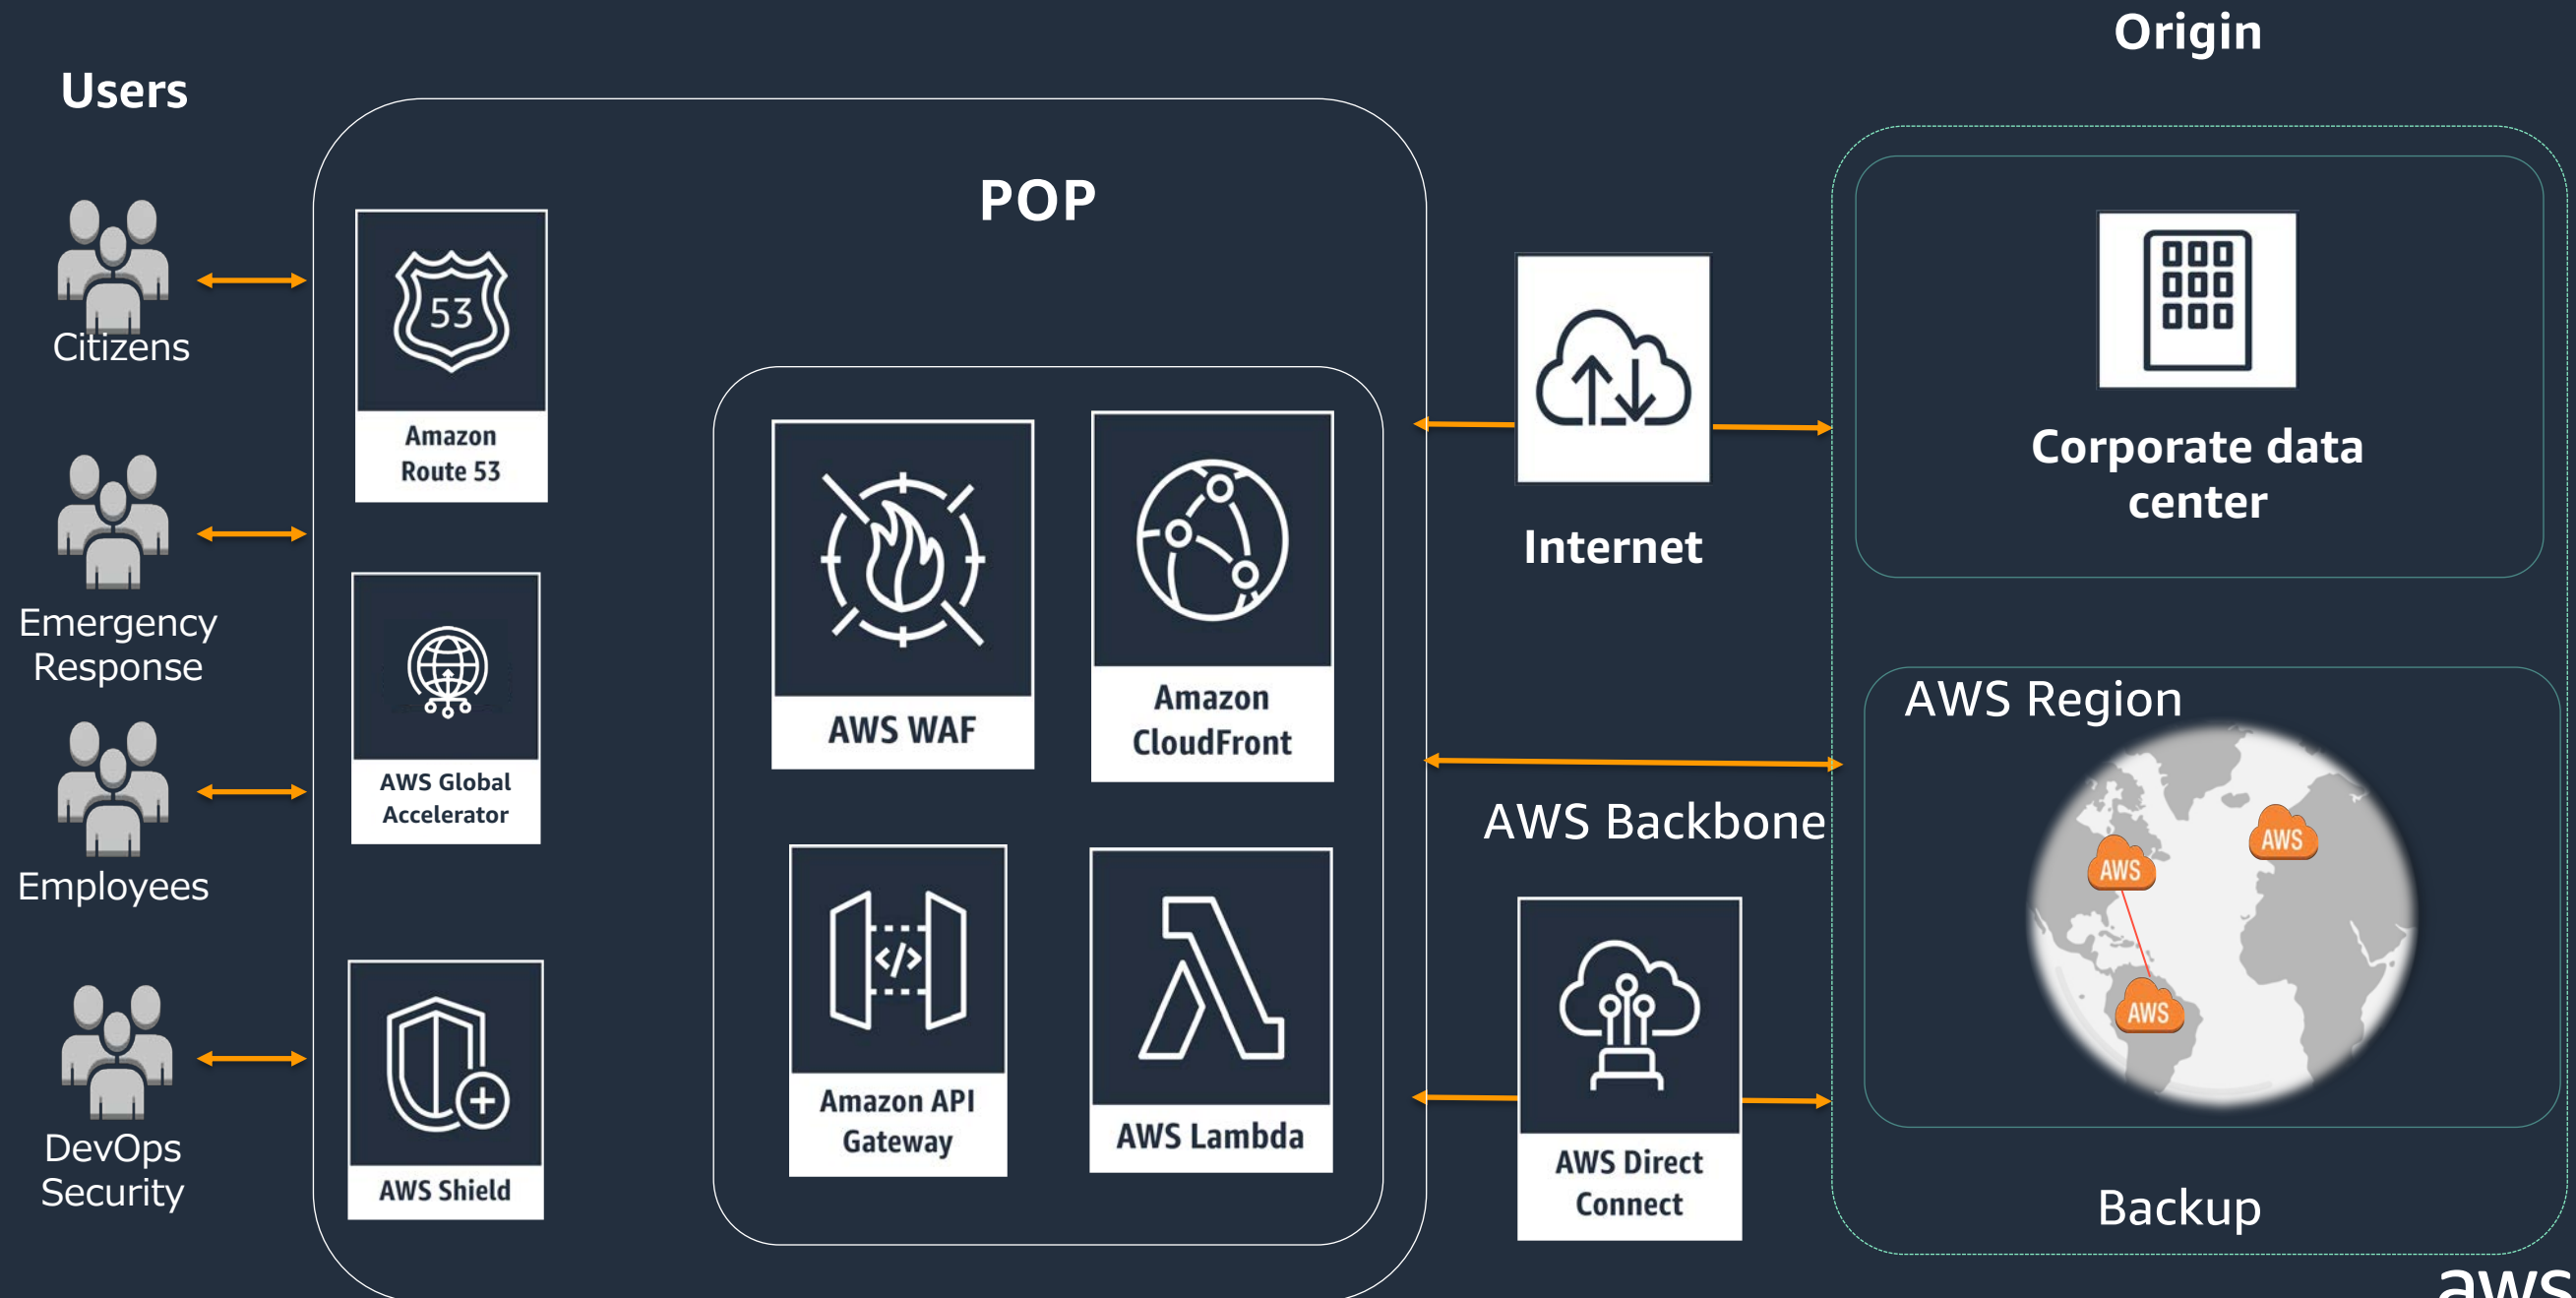 Users
Citizens
Emergency
Response
Employees
DevOps
Security
POP
53
Amazon
Route 53
AWS Global
Accelerator
AWS Shield
AWS WAF
Amazon
CloudFront
</>
Amazon API
Gateway
AWS Lambda
Internet
AWS Backbone
AWS Direct
Connect
Origin
Corporate data
center
AWS Region
AWS
AWS
AWS
Backup
aws